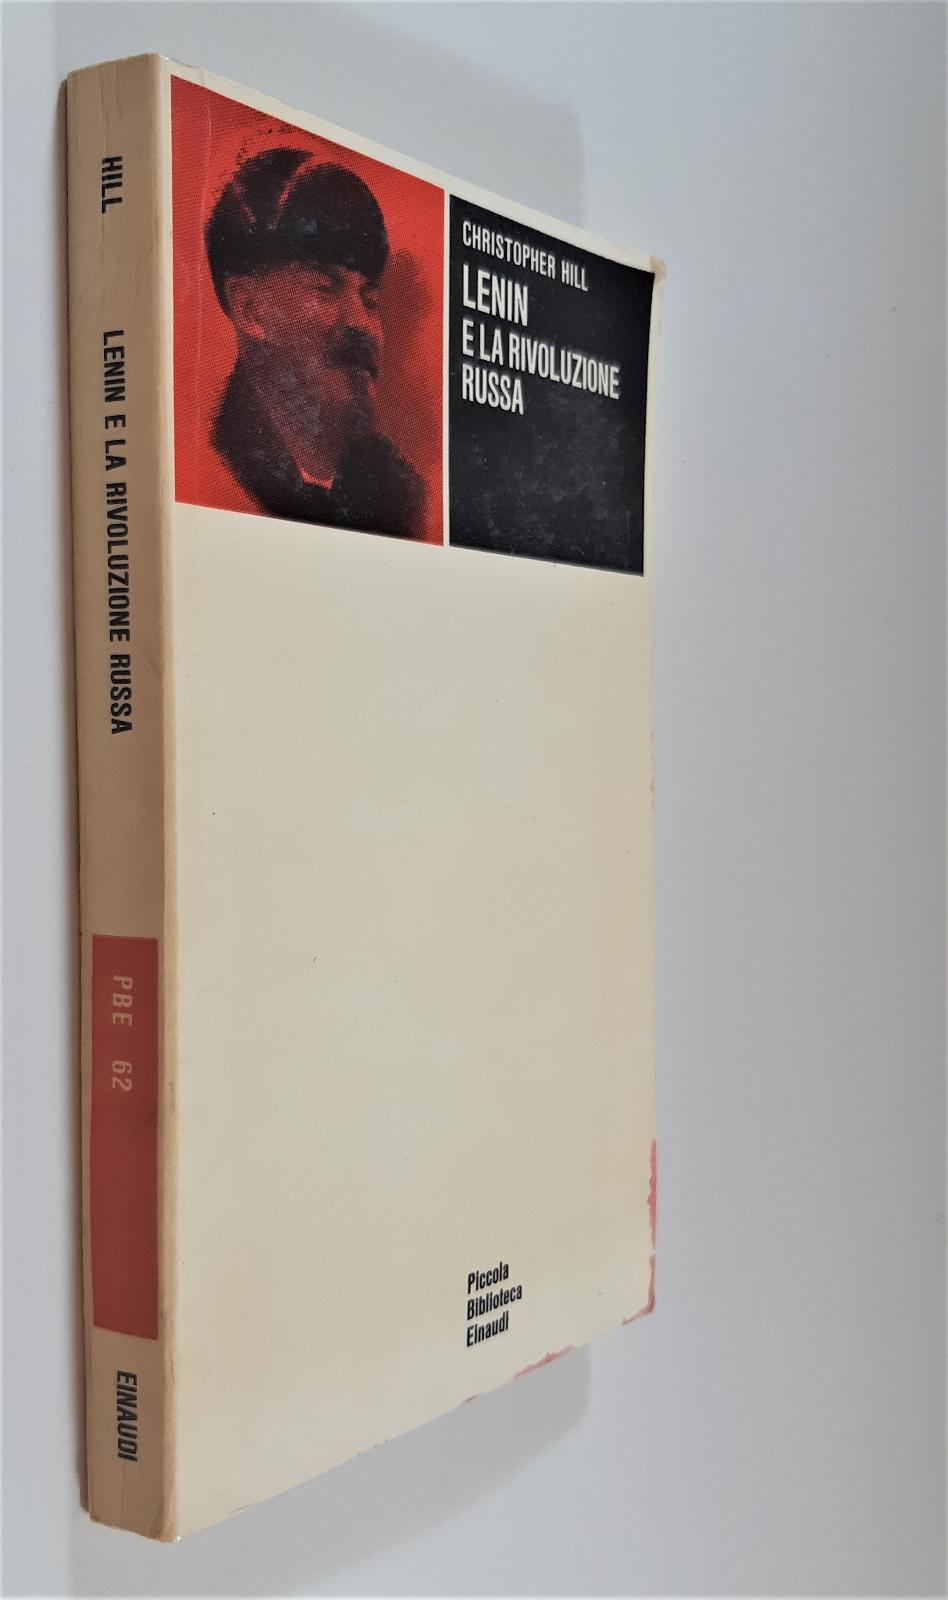 HILL
LENIN E LA RIVOLUZIONE RUSSA
PBE 62
EINAUDI
CHRISTOPHER HILL
LENIN
E LA RIVOLUZIONE
RUSSA
Piccola
Biblioteca
Einaudi